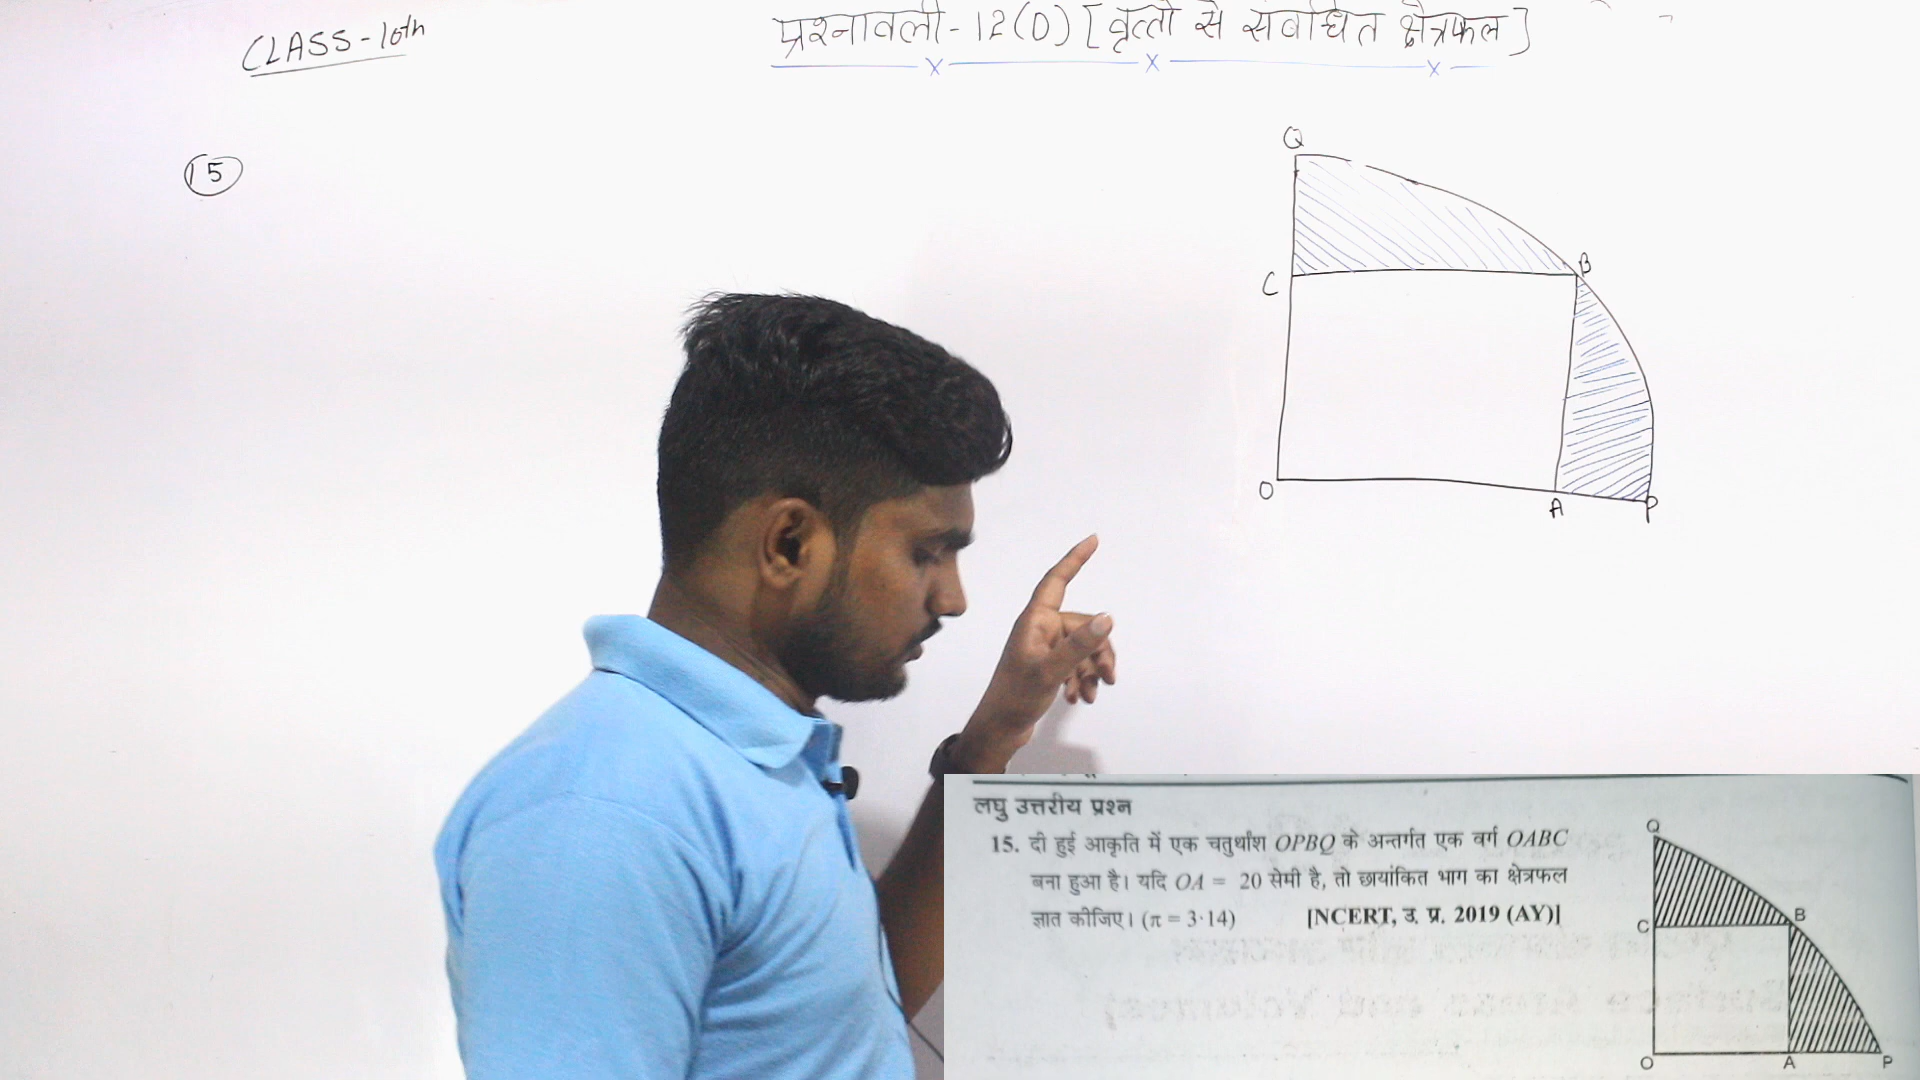 CLASS-10th
प्रश्नावली-12(D) [वृत्तो से संबंधित क्षेत्रफल]
15
Q
C
B
O
A
P
लघु उत्तरीय प्रश्न
15. दी हुई आकृति में एक चतुर्थांश OPBQ के अन्तर्गत एक वर्ग OABC
बना हुआ है। यदि OA = 20 सेमी है, तो छायांकित भाग का क्षेत्रफल
ज्ञात कीजिए। (π = 3·14) [NCERT, उ. प्र. 2019 (AY)]
Q
B
C
O
A
P